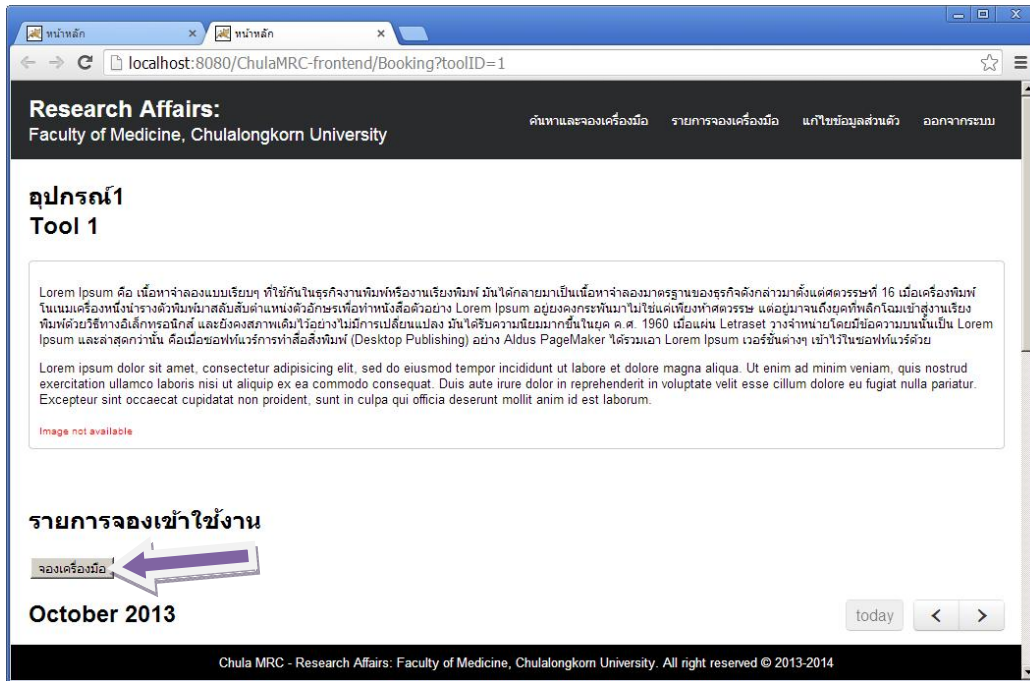 หน้าหลัก
หน้าหลัก
localhost:8080/ChulaMRC-frontend/Booking?toolID=1
Research Affairs:
Faculty of Medicine, Chulalongkorn University
ค้นหาและจองเครื่องมือ รายการจองเครื่องมือ แก้ไขข้อมูลส่วนตัว ออกจากระบบ
อุปกรณ์1
Tool 1
Lorem Ipsum คือ เนื้อหาจำลองแบบเรียบๆ ที่ใช้กันในธุรกิจงานพิมพ์หรืองานเรียงพิมพ์ มันได้กลายมาเป็นเนื้อหาจำลองมาตรฐานของธุรกิจดังกล่าวมาตั้งแต่ศตวรรษที่ 16 เมื่อเครื่องพิมพ์
โนเนมเครื่องหนึ่งนำรางตัวพิมพ์มาสลับสับตำแหน่งตัวอักษรเพื่อทำหนังสือตัวอย่าง Lorem Ipsum อยู่ยงคงกระพันมาไม่ใช่แค่เพียงห้าศตวรรษ แต่อยู่มาจนถึงยุคที่พลิกโฉมเข้าสู่งานเรียง
พิมพ์ด้วยวิธีทางอิเล็กทรอนิกส์ และยังคงสภาพเดิมไว้อย่างไม่มีการเปลี่ยนแปลง มันได้รับความนิยมมากขึ้นในยุค ค.ศ. 1960 เมื่อแผ่น Letraset วางจำหน่ายโดยมีข้อความบนนั้นเป็น Lorem
Ipsum และล่าสุดกว่านั้น คือเมื่อซอฟท์แวร์การทำสื่อสิ่งพิมพ์ (Desktop Publishing) อย่าง Aldus PageMaker ได้รวมเอา Lorem Ipsum เวอร์ชั่นต่างๆ เข้าไว้ในซอฟท์แวร์ด้วย
Lorem ipsum dolor sit amet, consectetur adipisicing elit, sed do eiusmod tempor incididunt ut labore et dolore magna aliqua. Ut enim ad minim veniam, quis nostrud
exercitation ullamco laboris nisi ut aliquip ex ea commodo consequat. Duis aute irure dolor in reprehenderit in voluptate velit esse cillum dolore eu fugiat nulla pariatur.
Excepteur sint occaecat cupidatat non proident, sunt in culpa qui officia deserunt mollit anim id est laborum.
Image not available
รายการจองเข้าใช้งาน
จองเครื่องมือ
October 2013
today
Chula MRC - Research Affairs: Faculty of Medicine, Chulalongkorn University. All right reserved © 2013-2014